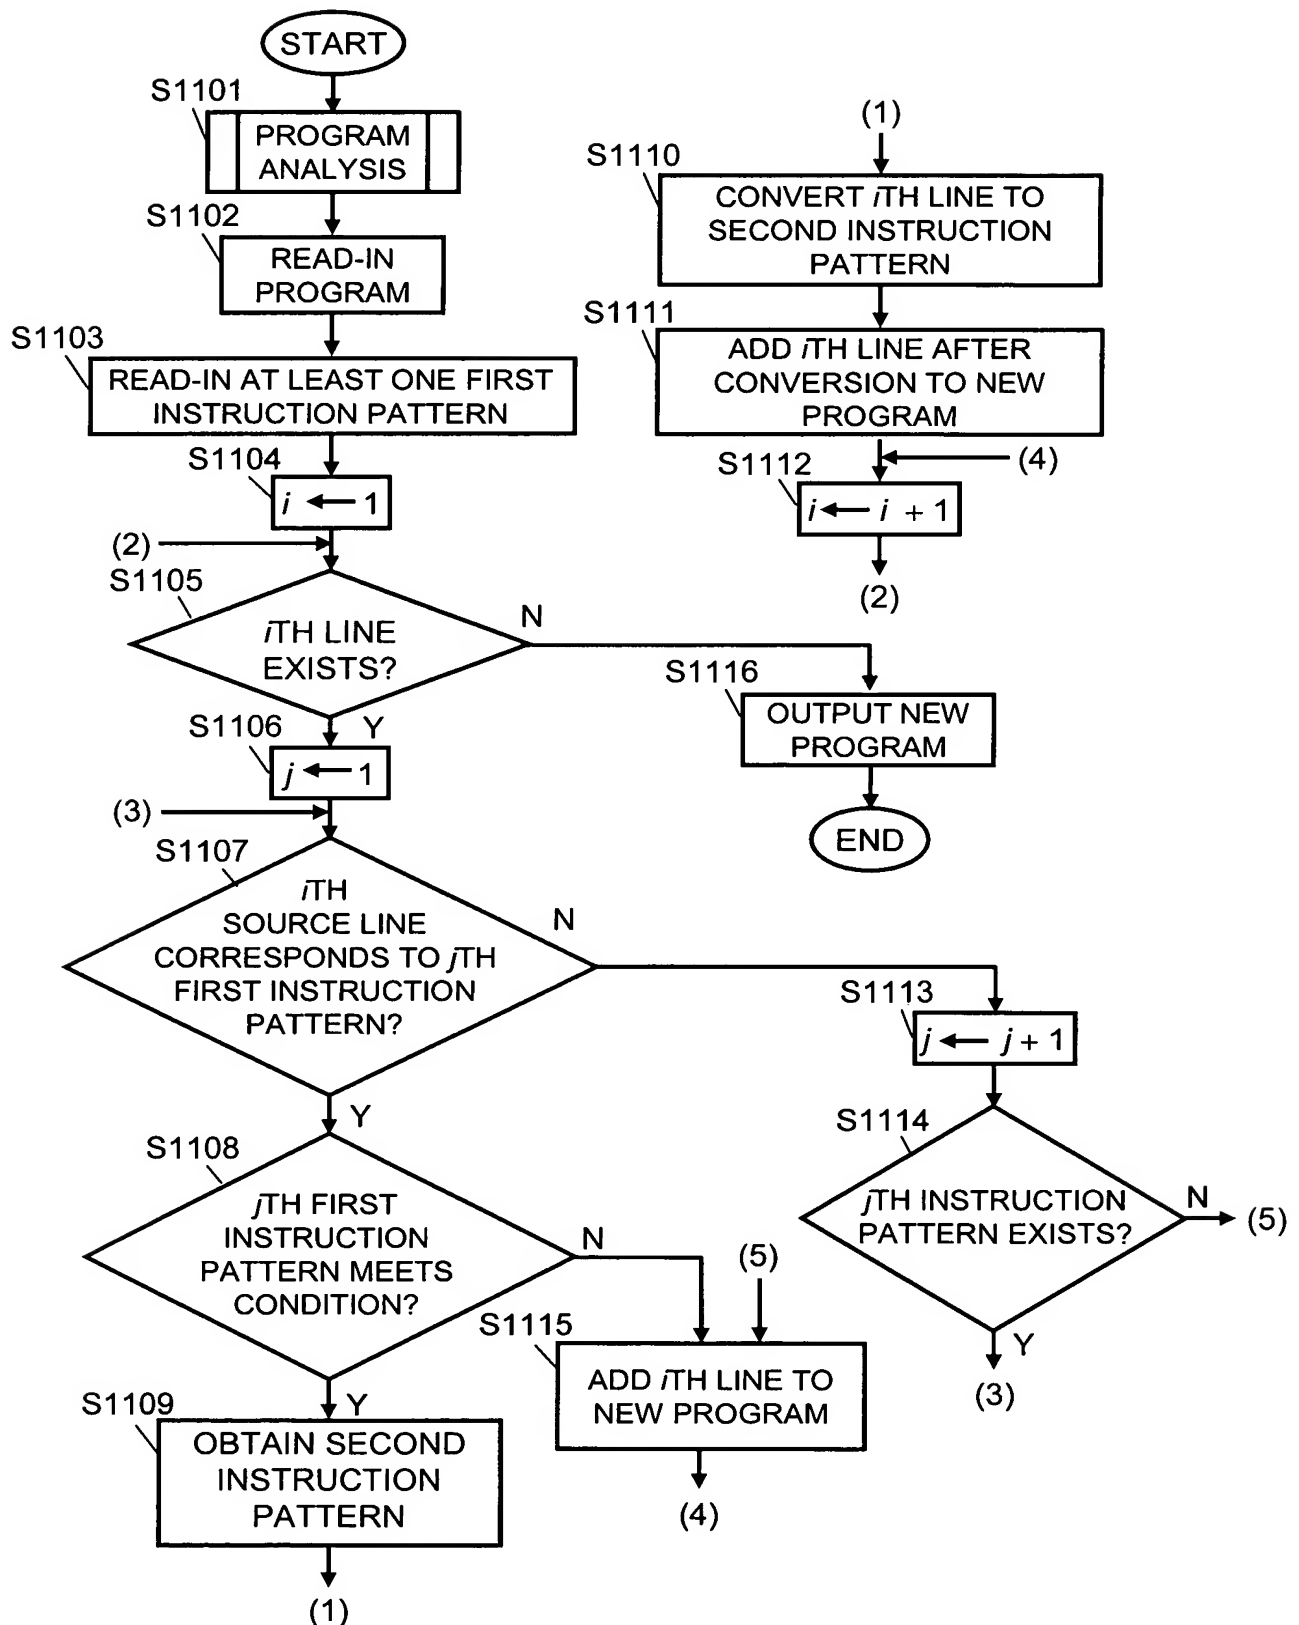 START
S1101
PROGRAM
ANALYSIS
S1102
READ-IN
PROGRAM
S1103
READ-IN AT LEAST ONE FIRST
INSTRUCTION PATTERN
S1104
i ← 1
(2)
S1105
iTH LINE
EXISTS?
N
Y
S1106
j ← 1
(3)
S1107
iTH
SOURCE LINE
CORRESPONDS TO jTH
FIRST INSTRUCTION
PATTERN?
N
Y
S1108
jTH FIRST
INSTRUCTION
PATTERN MEETS
CONDITION?
N
Y
S1109
OBTAIN SECOND
INSTRUCTION
PATTERN
(1)
(1)
S1110
CONVERT iTH LINE TO
SECOND INSTRUCTION
PATTERN
S1111
ADD iTH LINE AFTER
CONVERSION TO NEW
PROGRAM
(4)
S1112
i ← i + 1
(2)
S1116
OUTPUT NEW
PROGRAM
END
S1113
j ← j + 1
S1114
jTH INSTRUCTION
PATTERN EXISTS?
N
(5)
Y
(3)
(5)
S1115
ADD iTH LINE TO
NEW PROGRAM
(4)